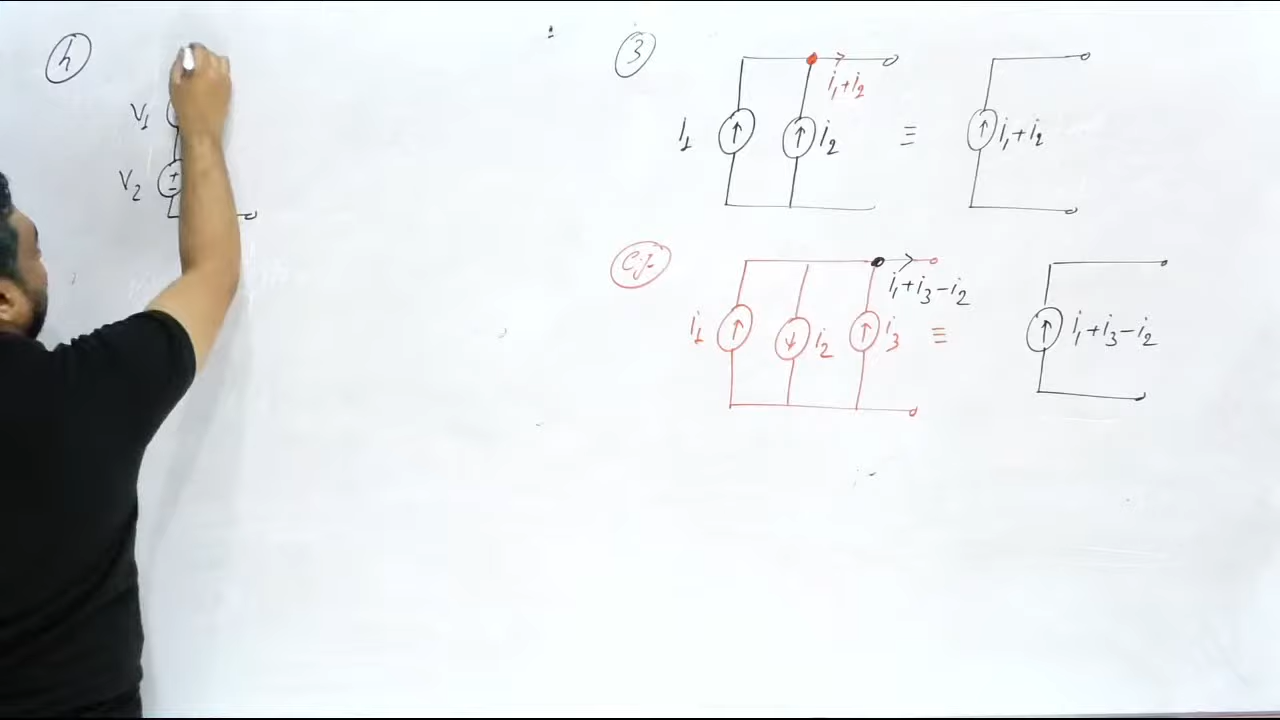 4
V1
V2
+
-
3
i1+i2
i1
i2
≡
i1+i2
e.g.
i1+i3-i2
i1
i2
i3
≡
i1+i3-i2